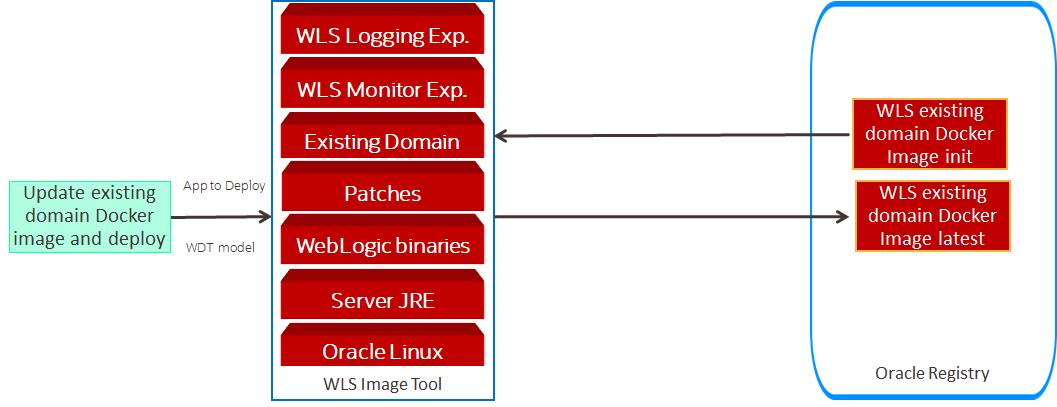 Update existing
domain Docker
image and deploy
App to Deploy
WDT model
WLS Logging Exp.
WLS Monitor Exp.
Existing Domain
Patches
WebLogic binaries
Server JRE
Oracle Linux
WLS Image Tool
WLS existing
domain Docker
Image init
WLS existing
domain Docker
Image latest
Oracle Registry